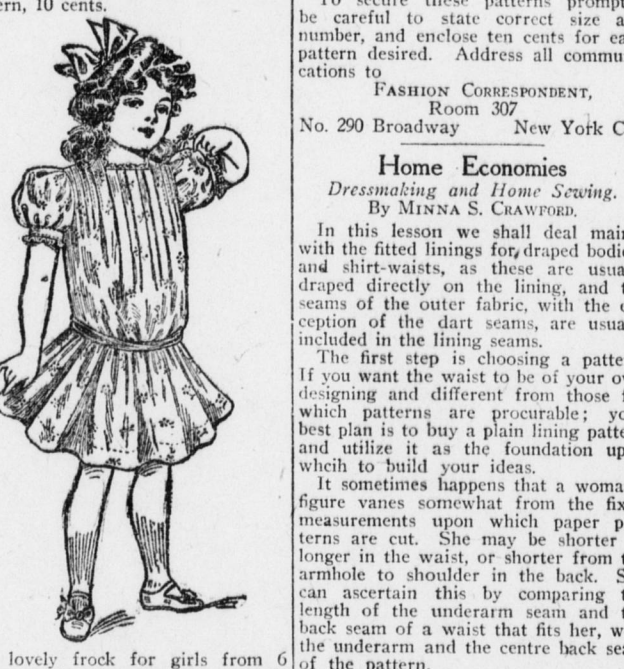 ern, 10 cents.
lovely frock for girls from 6
To secure these patterns prompt
be careful to state correct size a
number, and enclose ten cents for ea
pattern desired. Address all commu
cations to
FASHION CORRESPONDENT,
Room 307
No. 290 Broadway New York C
Home Economies
Dressmaking and Home Sewing.
By MINNA S. CRAWFORD.
In this lesson we shall deal main
with the fitted linings for, draped bodi
and shirt-waists, as these are usua
draped directly on the lining, and t
seams of the outer fabric, with the e
ception of the dart seams, are usua
included in the lining seams.
The first step is choosing a patte
If you want the waist to be of your o
designing and different from those f
which patterns are procurable; yo
best plan is to buy a plain lining patte
and utilize it as the foundation up
whcih to build your ideas.
It sometimes happens that a woma
figure vanes somewhat from the fix
measurements upon which paper p
terns are cut. She may be shorter
longer in the waist, or shorter from t
armhole to shoulder in the back. S
can ascertain this by comparing t
length of the underarm seam and t
back seam of a waist that fits her, w
the underarm and the centre back sea
of the pattern.